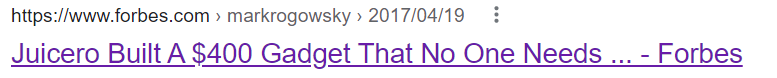 https://www.forbes.com › markrogowsky › 2017/04/19
Juicero Built A $400 Gadget That No One Needs ... - Forbes